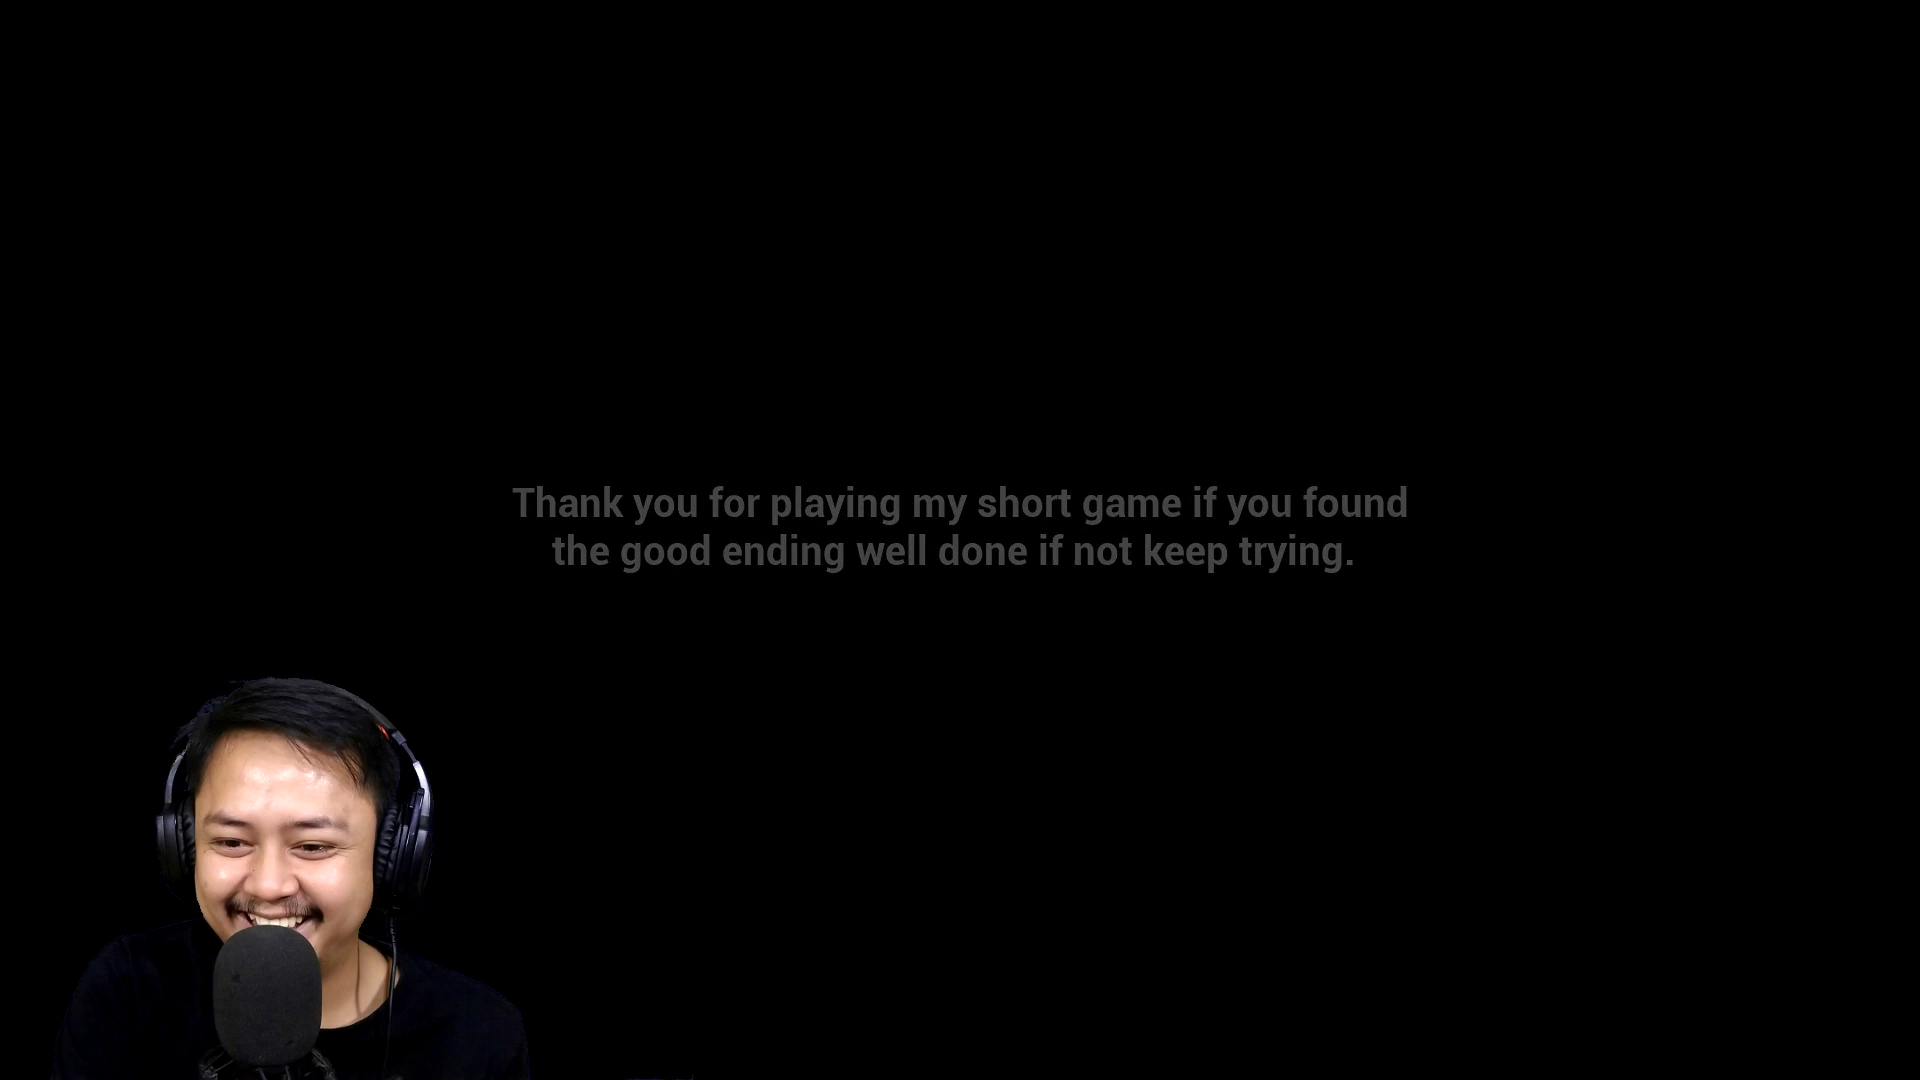 Thank you for playing my short game if you found
the good ending well done if not keep trying.